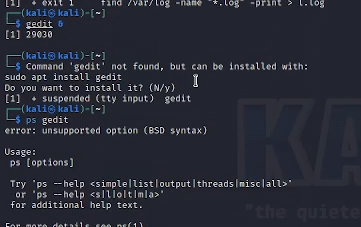 [1]  + exit 1     find /var/log -name "*.log" -print > l.log
┌──(kali㉿kali)-[~]
└─$ gedit &
[1] 29030
┌──(kali㉿kali)-[~]
└─$ Command 'gedit' not found, but can be installed with:
sudo apt install gedit
Do you want to install it? (N/y)
[1]  + suspended (tty input)  gedit
┌──(kali㉿kali)-[~]
└─$ ps gedit
error: unsupported option (BSD syntax)
Usage:
ps [options]
Try 'ps --help <simple|list|output|threads|misc|all>'
or 'ps --help <s|l|o|t|m|a>'
for additional help text.
For more details see ps(1).
KA
"the quiete